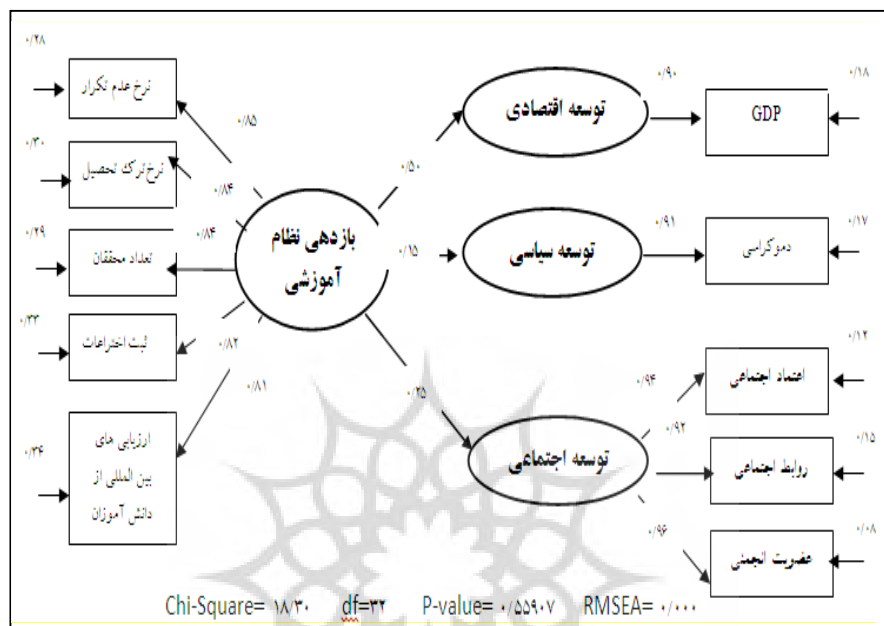 ۰/۲۸
نرخ عدم تکرار
۰/۸۵
۰/۳۰
نرخ ترک تحصیل
۰/۸۴
۰/۲۹
تعداد محققان
۰/۸۴
۰/۳۳
ثبت اختراعات
۰/۸۲
۰/۳۴
ارزیابی های
بین المللی از
دانش آموزان
۰/۸۱
بازدهی نظام
آموزشی
۰/۵۰
توسعه اقتصادی
۰/۹۰
GDP
۰/۱۸
۰/۱۵
توسعه سیاسی
۰/۹۱
دموکراسی
۰/۱۷
۰/۲۵
توسعه اجتماعی
۰/۹۴
اعتماد اجتماعی
۰/۱۲
۰/۹۲
روابط اجتماعی
۰/۱۵
۰/۹۶
عضویت انجمنی
۰/۰۸
Chi-Square= ۱۸/۳۰ df=۳۲ P-value= ۰/۵۵۹۰۷ RMSEA= ۰/۰۰۰